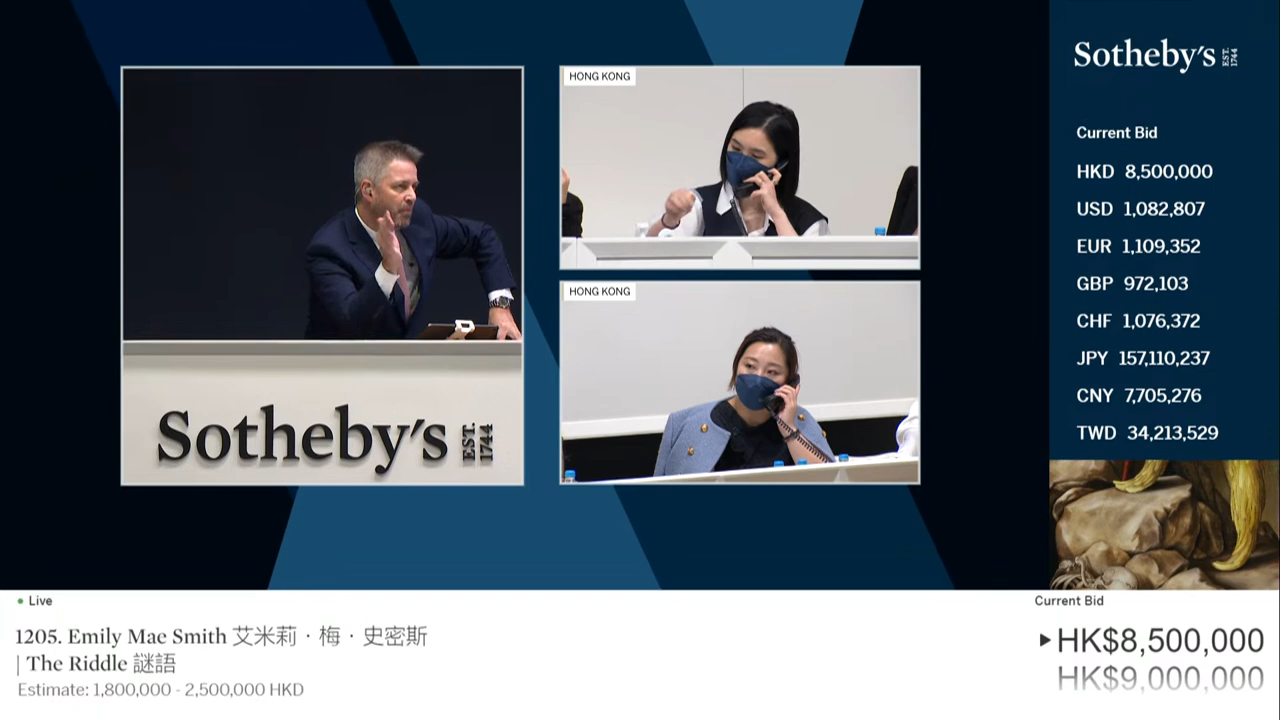 HONG KONG
HONG KONG
Sotheby's EST. 1744
Sotheby's EST. 1744
Current Bid
HKD 8,500,000
USD 1,082,807
EUR 1,109,352
GBP 972,103
CHF 1,076,372
JPY 157,110,237
CNY 7,705,276
TWD 34,213,529
Live
1205. Emily Mae Smith 艾米莉 · 梅 · 史密斯
| The Riddle 謎語
Estimate: 1,800,000 - 2,500,000 HKD
Current Bid
HK$8,500,000
HK$9,000,000